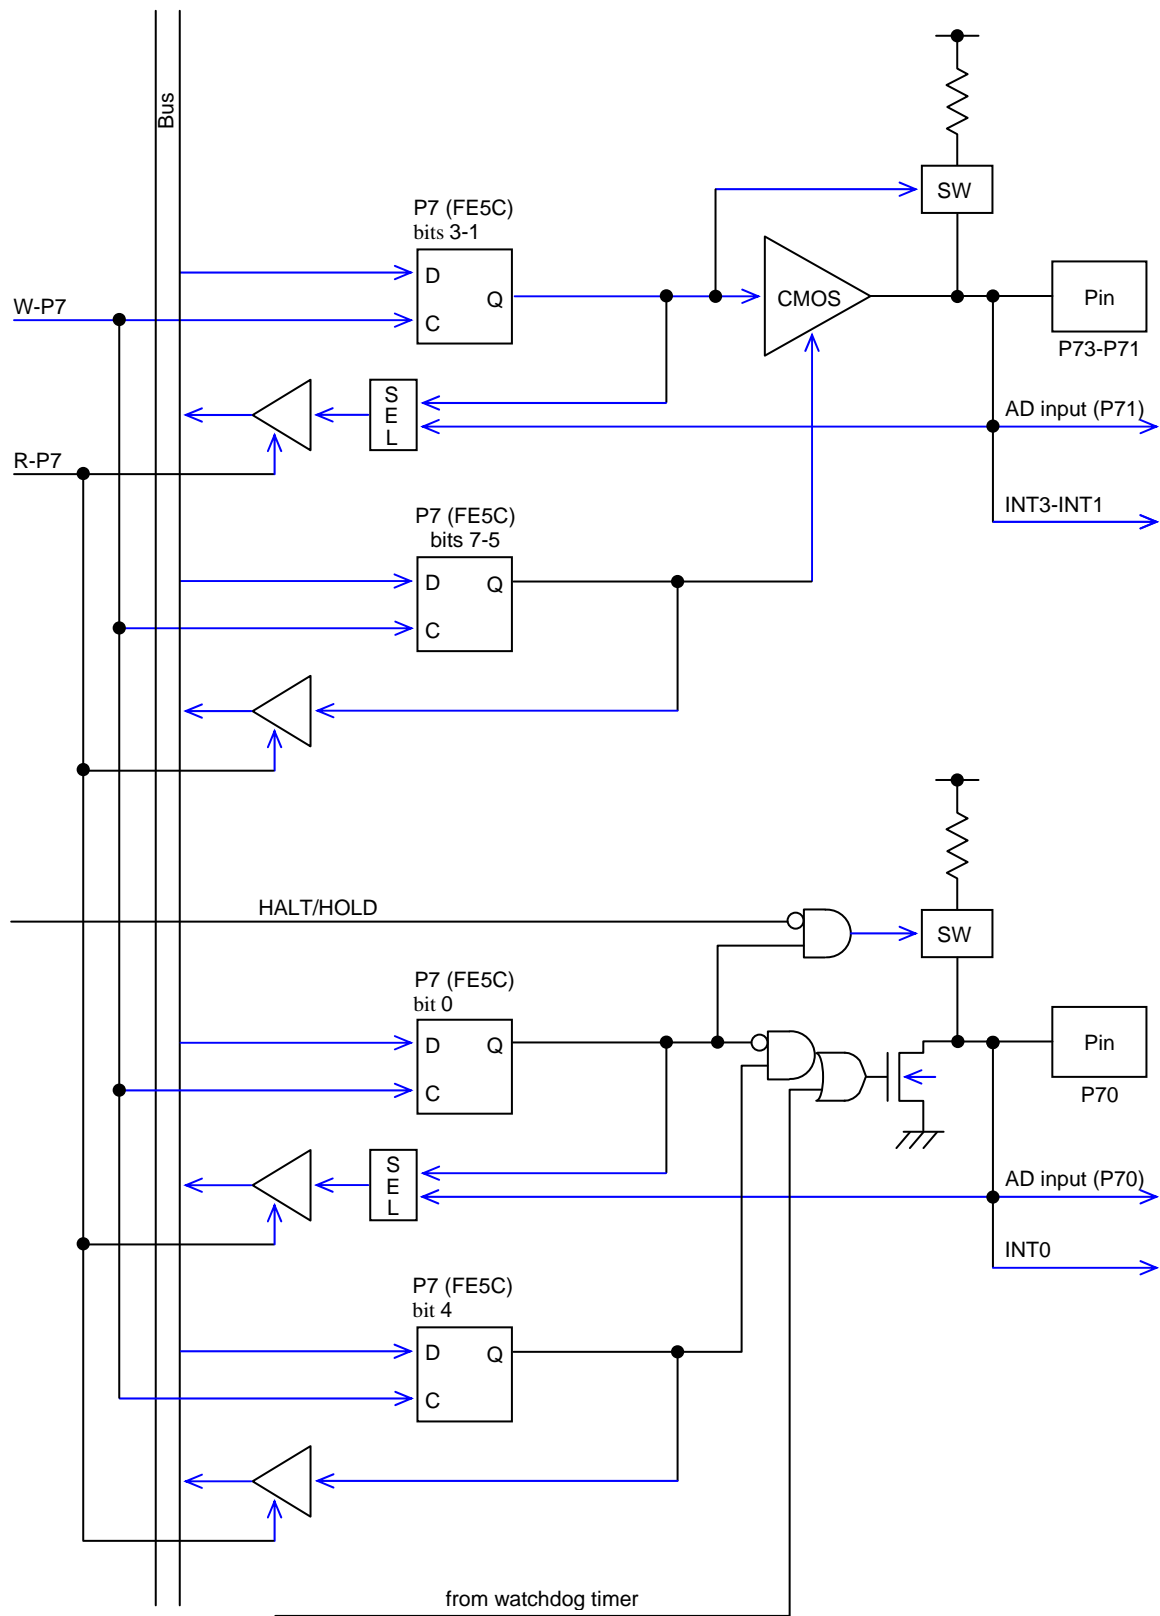 Bus
SW
P7 (FE5C)
bits 3-1
D
Q
C
W-P7
CMOS
Pin
P73-P71
S
E
L
AD input (P71)
R-P7
INT3-INT1
P7 (FE5C)
bits 7-5
D
Q
C
HALT/HOLD
SW
P7 (FE5C)
bit 0
D
Q
C
Pin
P70
S
E
L
AD input (P70)
INT0
P7 (FE5C)
bit 4
D
Q
C
from watchdog timer